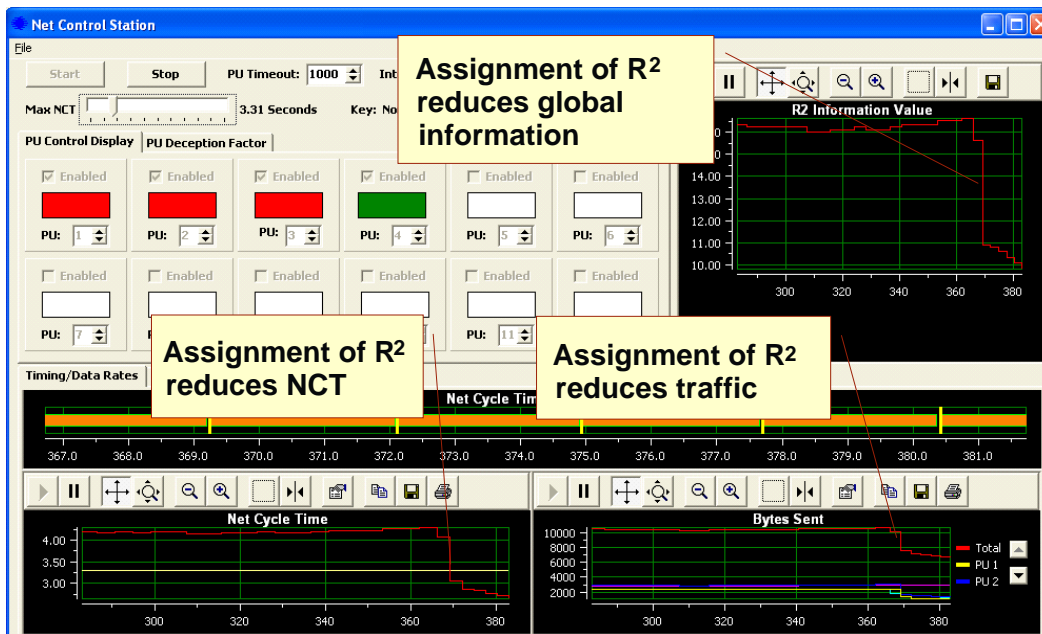 Net Control Station
File
Start Stop PU Timeout: 1000 Int
Max NCT 3.31 Seconds Key: No
Assignment of R²
reduces global
information
PU Control Display PU Deception Factor
Enabled Enabled Enabled Enabled Enabled Enabled
PU: 1 PU: 2 PU: 3 PU: 4 PU: 5 PU: 6
Enabled Enabled Enabled Enabled Enabled Enabled
PU: 7 PU: 11
R2 Information Value
14.00
13.00
12.00
11.00
10.00
300 320 340 360 380
Assignment of R²
reduces NCT
Assignment of R²
reduces traffic
Timing/Data Rates
Net Cycle Tim
367.0 368.0 369.0 370.0 371.0 372.0 373.0 374.0 375.0 376.0 377.0 378.0 379.0 380.0 381.0
Net Cycle Time
4.00
3.50
3.00
300 320 340 360 380
Bytes Sent
10000
8000
6000
4000
2000
300 320 340 360 380
Total
PU 1
PU 2